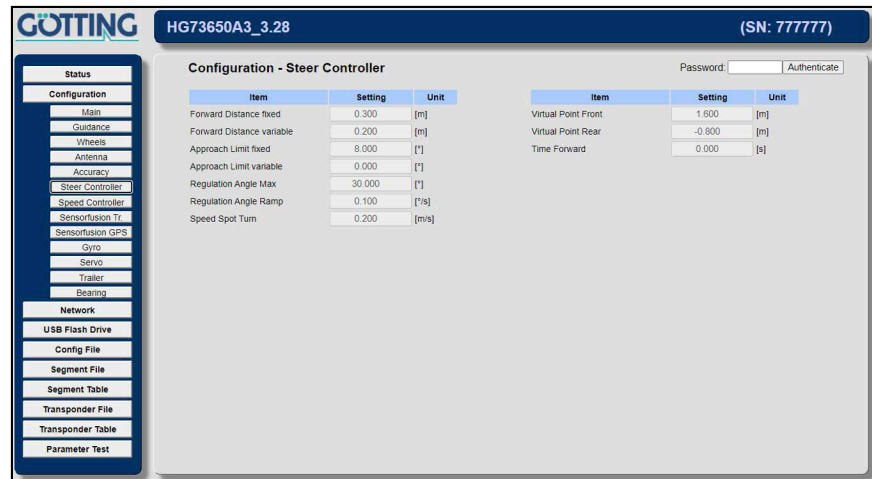 GÖTTING
HG73650A3_3.28 (SN: 777777)
Status
Configuration
Main
Guidance
Wheels
Antenna
Accuracy
Steer Controller
Speed Controller
Sensorfusion Tr.
Sensorfusion GPS
Gyro
Servo
Trailer
Bearing
Network
USB Flash Drive
Config File
Segment File
Segment Table
Transponder File
Transponder Table
Parameter Test
Configuration - Steer Controller
Password: Authenticate
Item Setting Unit
Forward Distance fixed 0.300 [m]
Forward Distance variable 0.200 [m]
Approach Limit fixed 8.000 [°]
Approach Limit variable 0.000 [°]
Regulation Angle Max 30.000 [°]
Regulation Angle Ramp 0.100 [°/s]
Speed Spot Turn 0.200 [m/s]
Item Setting Unit
Virtual Point Front 1.600 [m]
Virtual Point Rear -0.800 [m]
Time Forward 0.000 [s]